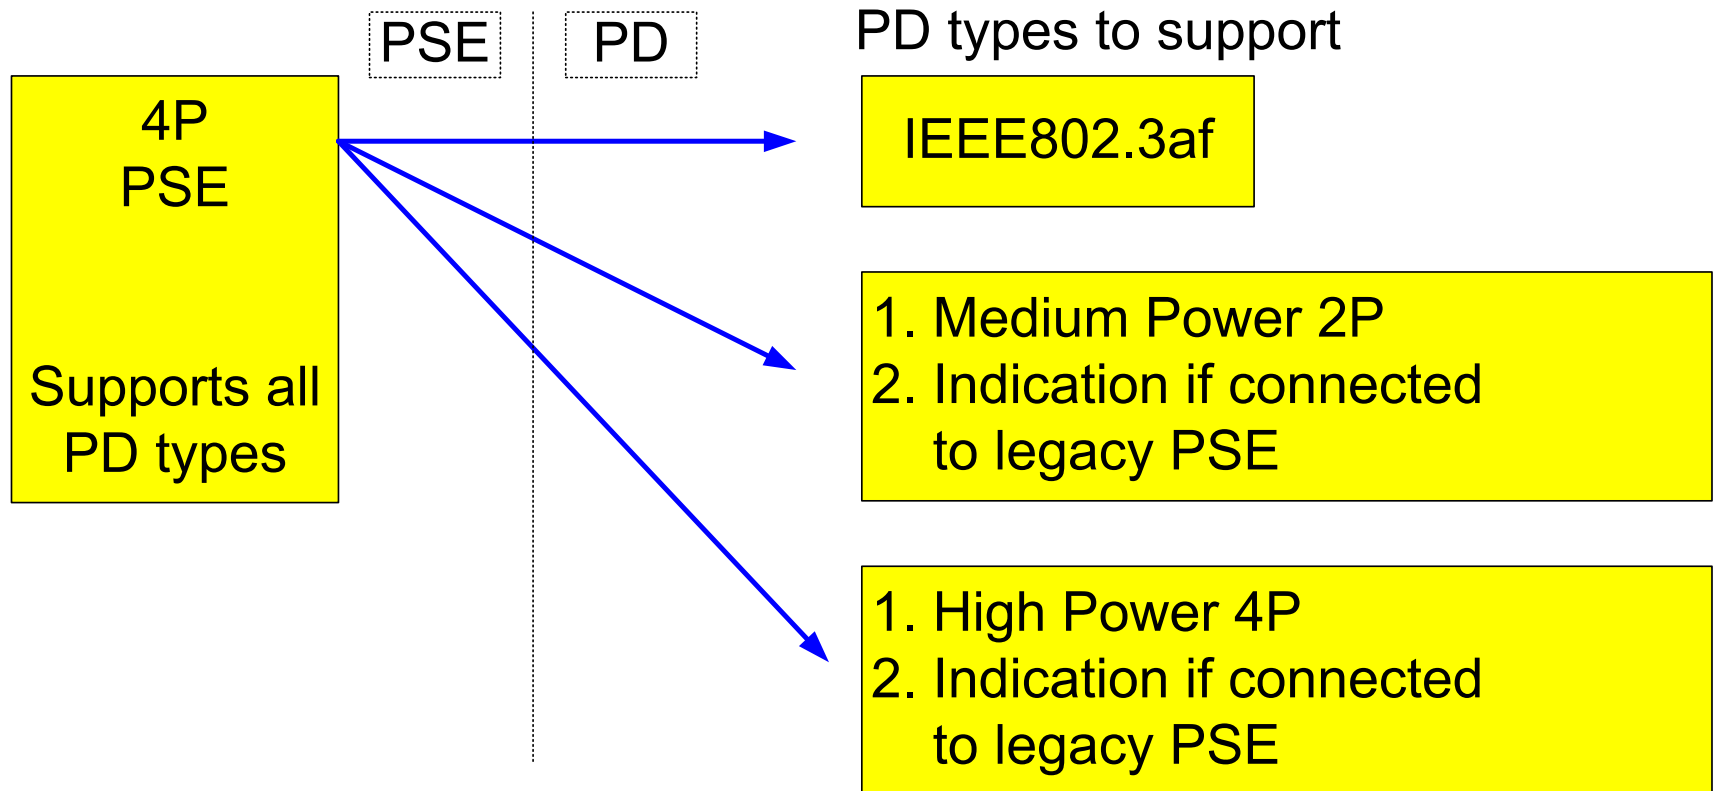 PSE
PD
PD types to support
4P
PSE
Supports all
PD types
IEEE802.3af
1. Medium Power 2P
2. Indication if connected
to legacy PSE
1. High Power 4P
2. Indication if connected
to legacy PSE